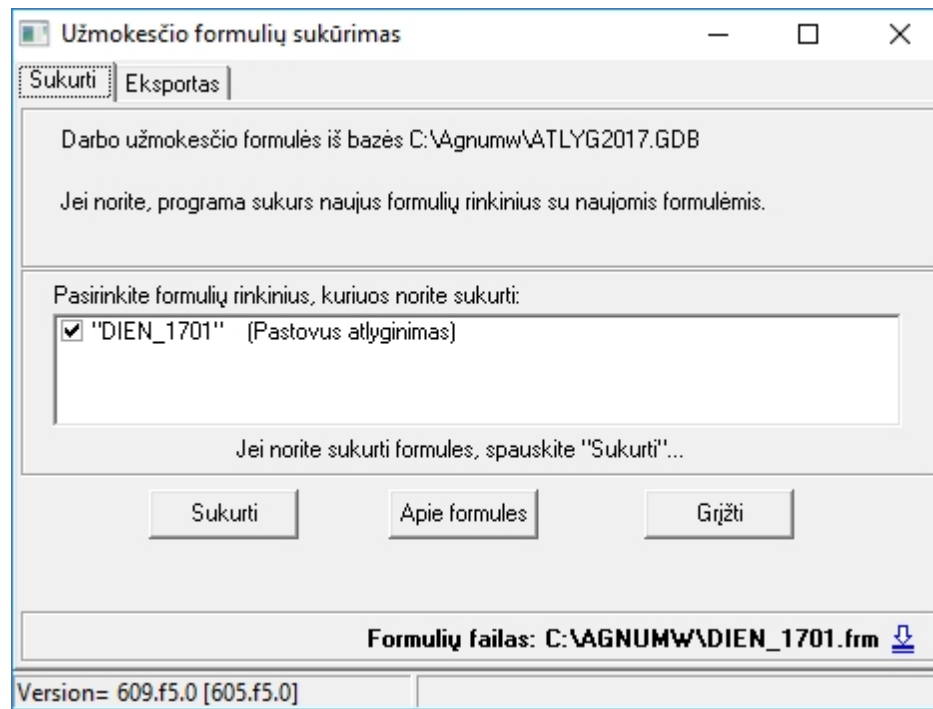 Užmokesčio formulių sukūrimas
Sukurti Eksportas
Darbo užmokesčio formulės iš bazės C:\Agnumw\ATLYG2017.GDB
Jei norite, programa sukurs naujus formulių rinkinius su naujomis formulėmis.
Pasirinkite formulių rinkinius, kuriuos norite sukurti:
"DIEN_1701" (Pastovus atlyginimas)
Jei norite sukurti formules, spauskite "Sukurti"...
Sukurti Apie formules Grįžti
Formulių failas: C:\AGNUMW\DIEN_1701.frm
Version= 609.f5.0 [605.f5.0]